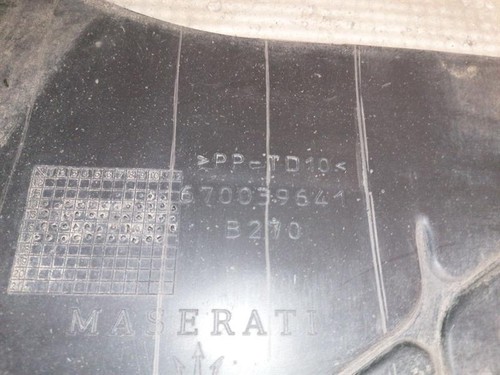 >PP-TD10<
670039641
B270
MASERATI